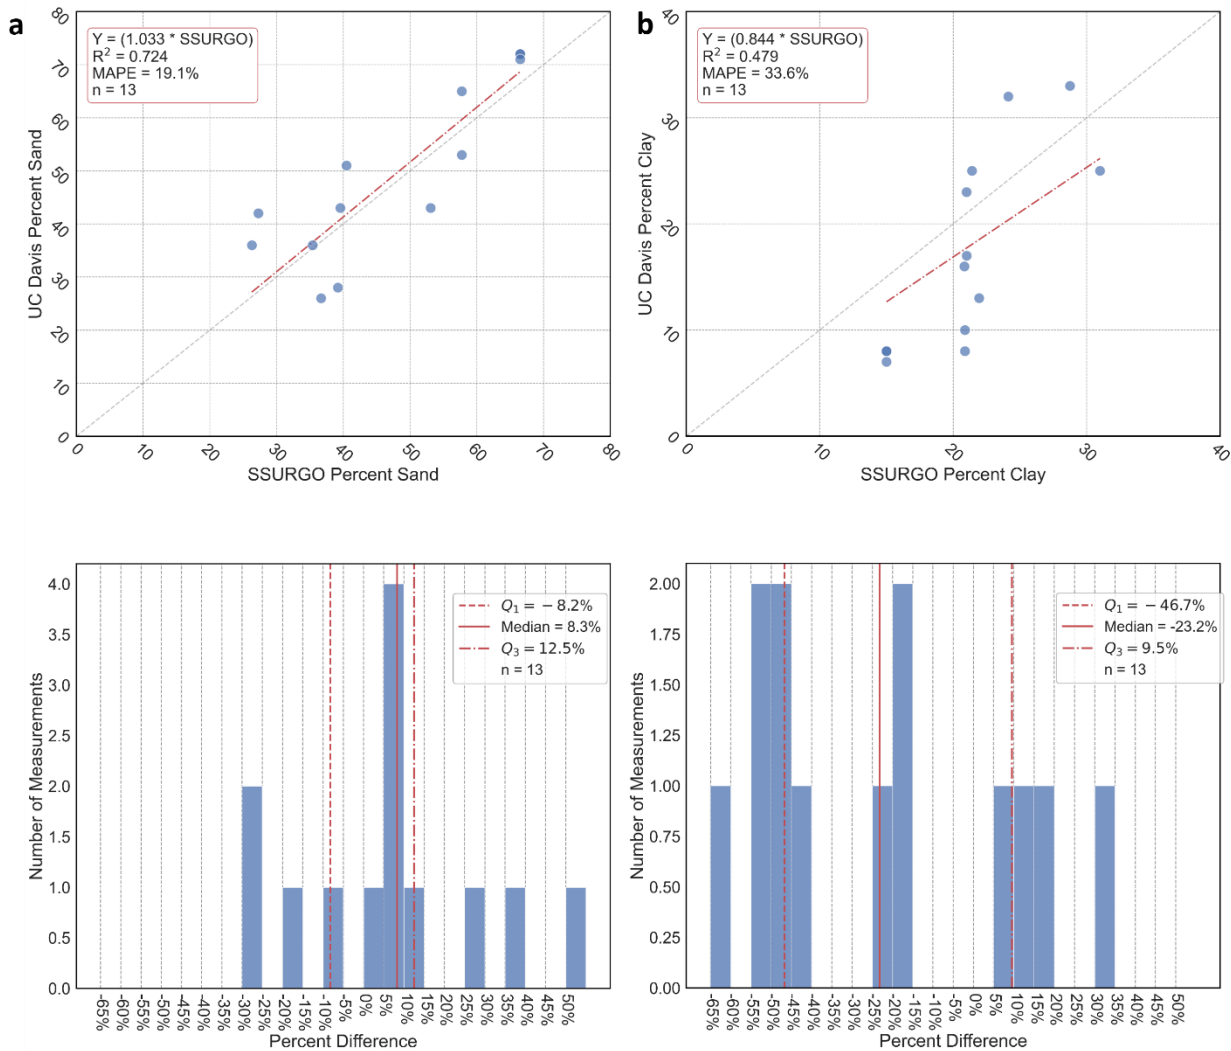 a
Y = (1.033 * SSURGO)
R² = 0.724
MAPE = 19.1%
n = 13
UC Davis Percent Sand
80
70
60
50
40
30
20
10
0
0 10 20 30 40 50 60 70 80
SSURGO Percent Sand
b
Y = (0.844 * SSURGO)
R² = 0.479
MAPE = 33.6%
n = 13
UC Davis Percent Clay
40
30
20
10
0
0 10 20 30 40
SSURGO Percent Clay
Q₁ = −8.2%
Median = 8.3%
Q₃ = 12.5%
n = 13
Number of Measurements
4.0
3.5
3.0
2.5
2.0
1.5
1.0
0.5
0.0
-65% -60% -55% -50% -45% -40% -35% -30% -25% -20% -15% -10% -5% 0% 5% 10% 15% 20% 25% 30% 35% 40% 45% 50%
Percent Difference
Q₁ = −46.7%
Median = -23.2%
Q₃ = 9.5%
n = 13
Number of Measurements
2.00
1.75
1.50
1.25
1.00
0.75
0.50
0.25
0.00
-65% -60% -55% -50% -45% -40% -35% -30% -25% -20% -15% -10% -5% 0% 5% 10% 15% 20% 25% 30% 35% 40% 45% 50%
Percent Difference